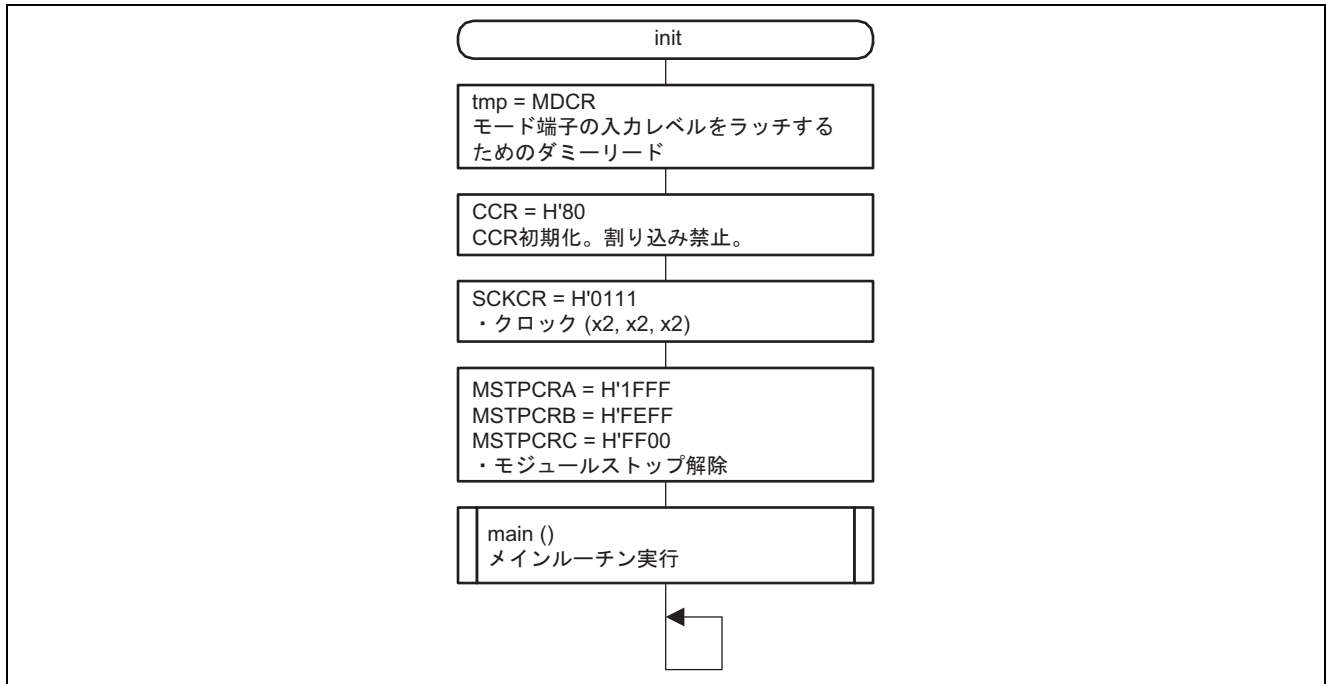 init
tmp = MDCR
モード端子の入力レベルをラッチする
ためのダミーリード
CCR = H'80
CCR初期化。割り込み禁止。
SCKCR = H'0111
・クロック (x2, x2, x2)
MSTPCRA = H'1FFF
MSTPCRB = H'FEFF
MSTPCRC = H'FF00
・モジュールストップ解除
main ()
メインルーチン実行